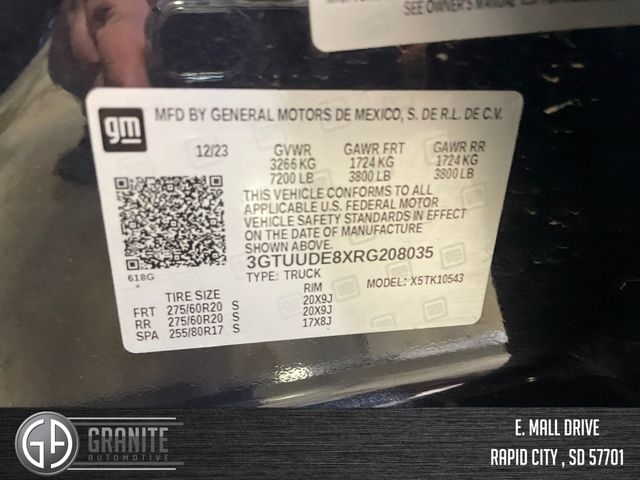 SEE OWNER'S MANUAL
gm
MFD BY GENERAL MOTORS DE MEXICO, S. DE R.L. DE C.V.
12/23 GVWR GAWR FRT GAWR RR
3266 KG 1724 KG 1724 KG
7200 LB 3800 LB 3800 LB
THIS VEHICLE CONFORMS TO ALL
APPLICABLE U.S. FEDERAL MOTOR
VEHICLE SAFETY STANDARDS IN EFFECT
ON THE DATE OF MANUFACTURE
SHOWN ABOVE.
618G
3GTUUDE8XRG208035
TYPE: TRUCK MODEL: X5TK10543
TIRE SIZE RIM
FRT 275/60R20 S 20X9J
RR 275/60R20 S 20X9J
SPA 255/80R17 S 17X8J
GA GRANITE
AUTOMOTIVE
E. MALL DRIVE
RAPID CITY , SD 57701